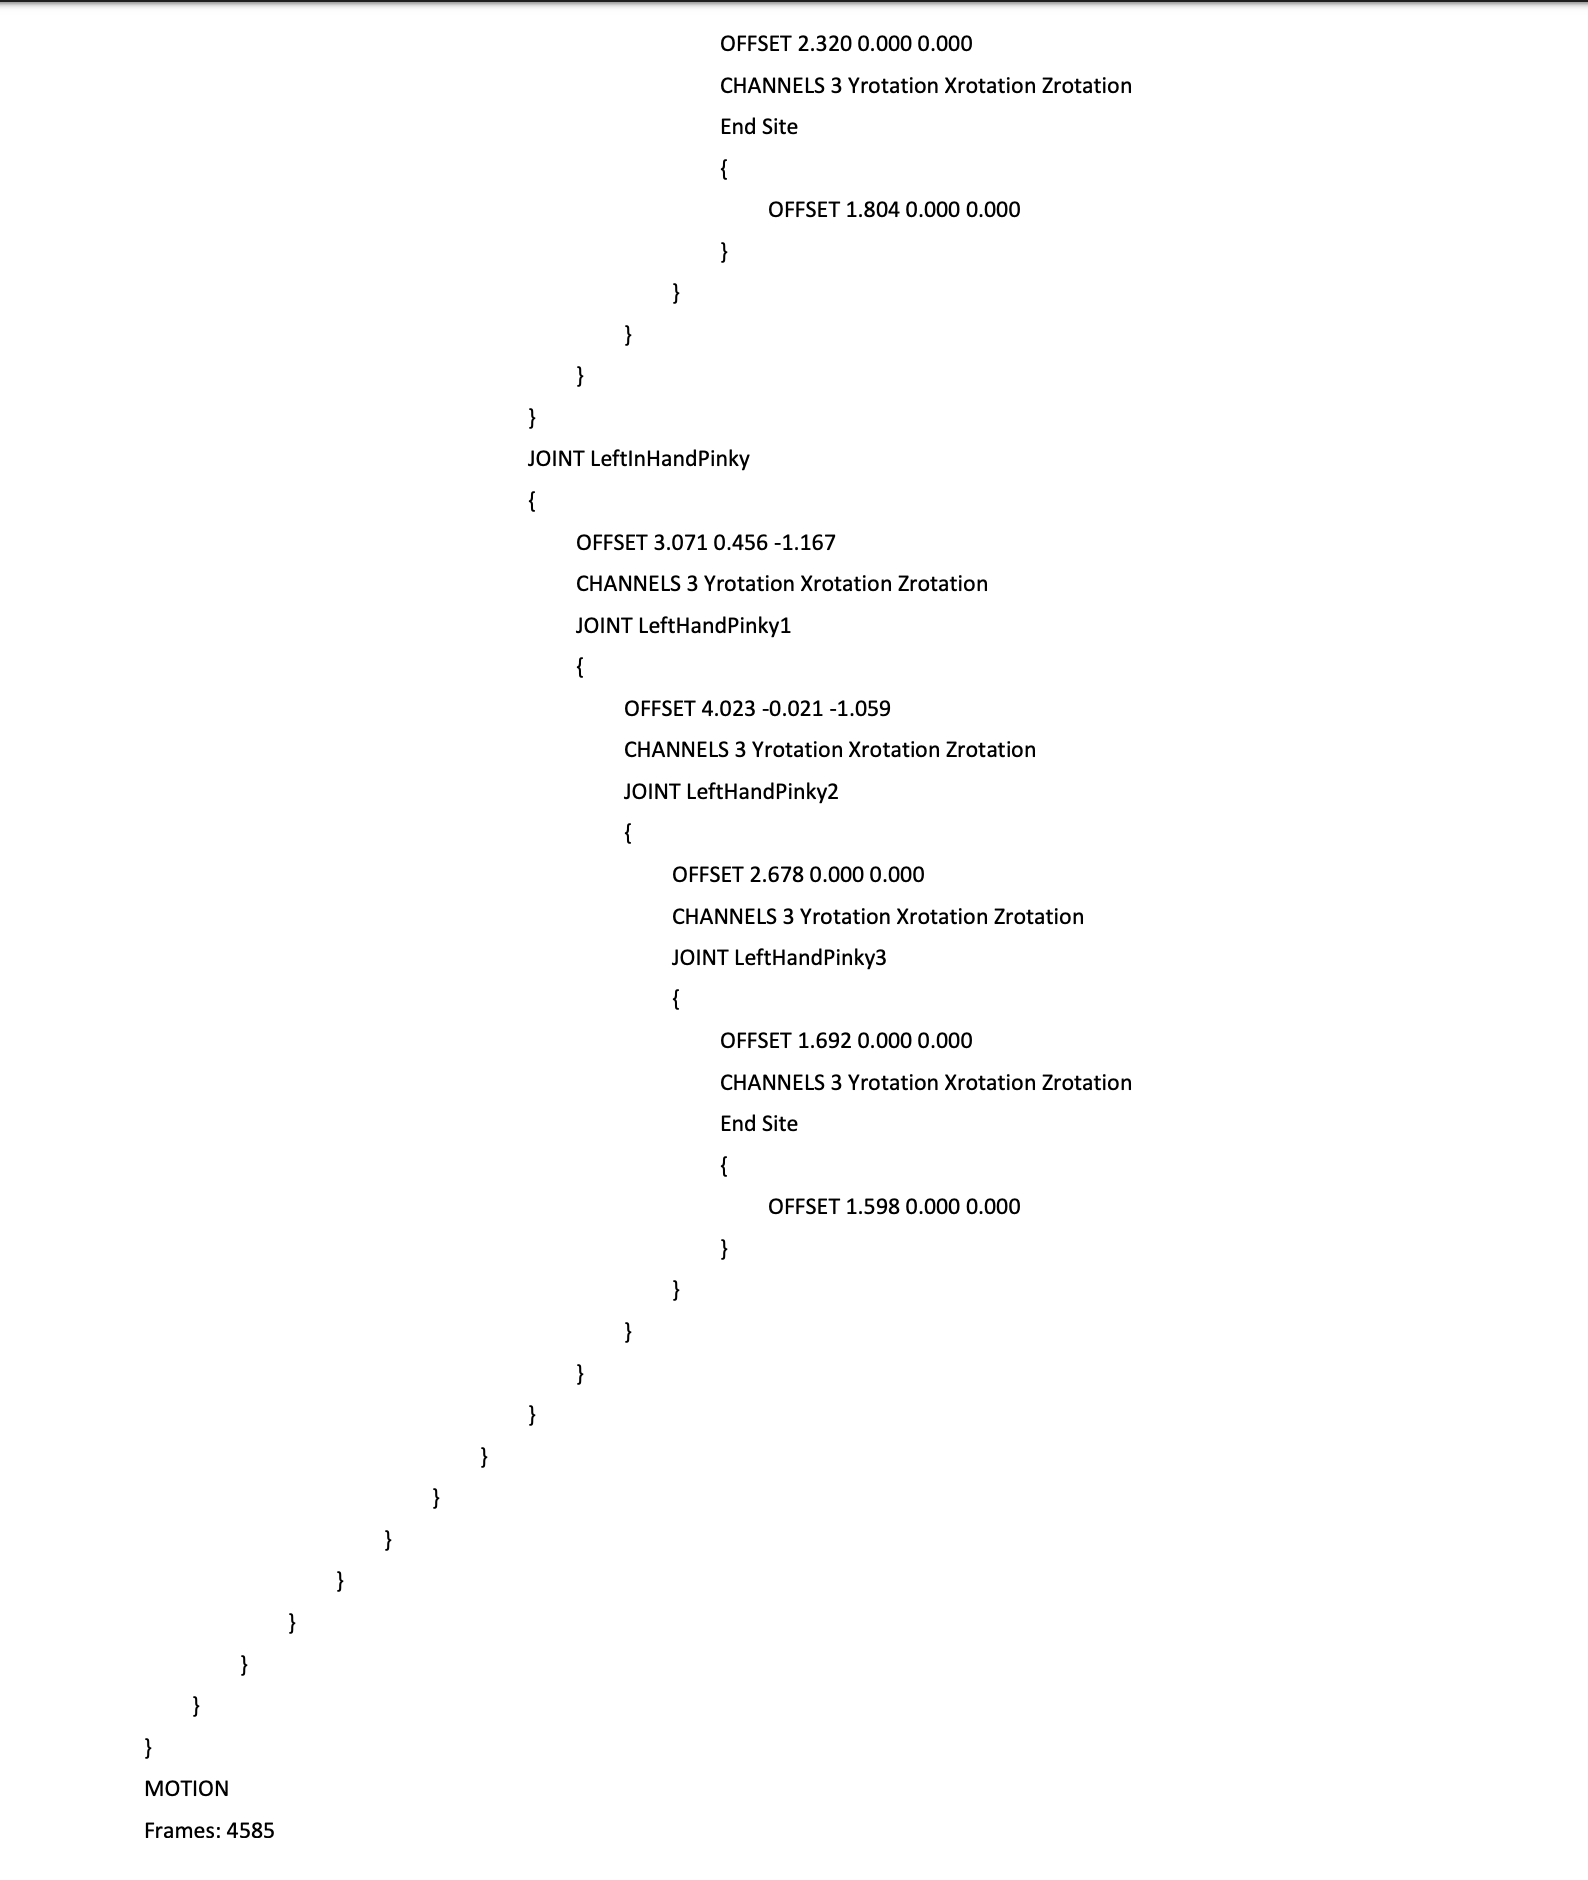 OFFSET 2.320 0.000 0.000
CHANNELS 3 Yrotation Xrotation Zrotation
End Site
{
OFFSET 1.804 0.000 0.000
}
}
}
}
}
JOINT LeftInHandPinky
{
OFFSET 3.071 0.456 -1.167
CHANNELS 3 Yrotation Xrotation Zrotation
JOINT LeftHandPinky1
{
OFFSET 4.023 -0.021 -1.059
CHANNELS 3 Yrotation Xrotation Zrotation
JOINT LeftHandPinky2
{
OFFSET 2.678 0.000 0.000
CHANNELS 3 Yrotation Xrotation Zrotation
JOINT LeftHandPinky3
{
OFFSET 1.692 0.000 0.000
CHANNELS 3 Yrotation Xrotation Zrotation
End Site
{
OFFSET 1.598 0.000 0.000
}
}
}
}
}
}
}
}
}
}
}
}
}
MOTION
Frames: 4585